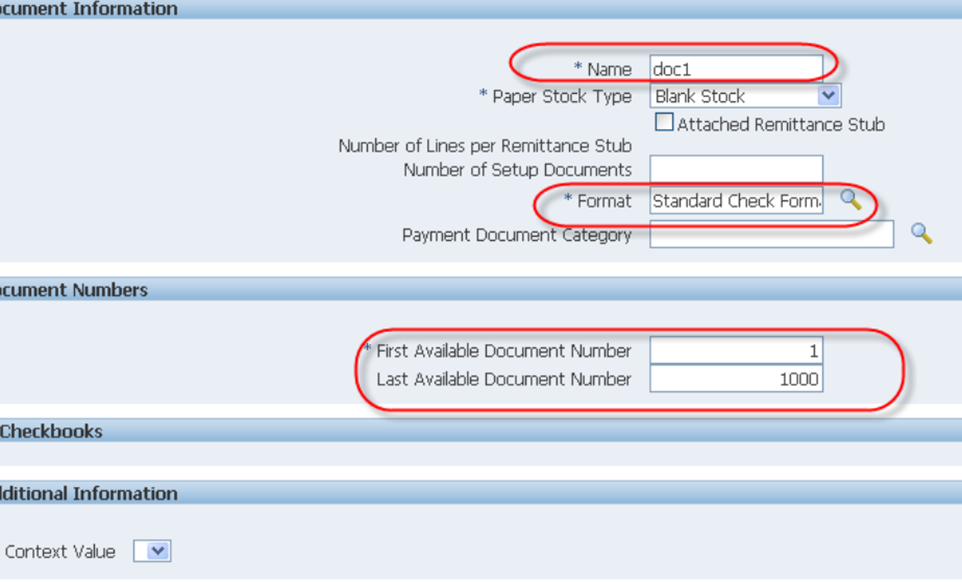 ocument Information
* Name doc1
* Paper Stock Type Blank Stock
Attached Remittance Stub
Number of Lines per Remittance Stub
Number of Setup Documents
* Format Standard Check Form
Payment Document Category
ocument Numbers
* First Available Document Number 1
Last Available Document Number 1000
Checkbooks
dditional Information
Context Value